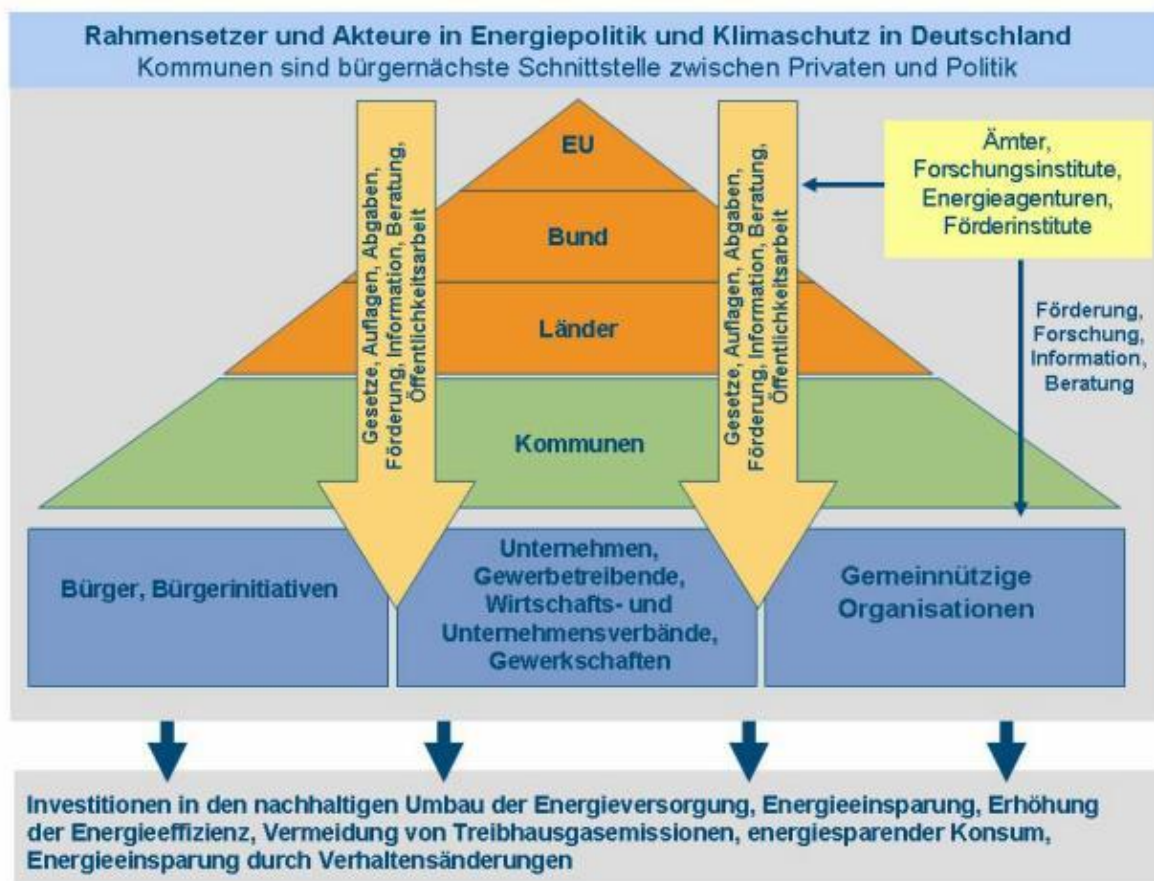 Rahmensetzer und Akteure in Energiepolitik und Klimaschutz in Deutschland
Kommunen sind bürgernächste Schnittstelle zwischen Privaten und Politik
EU
Bund
Länder
Kommunen
Gesetze, Auflagen, Abgaben,
Förderung, Information, Beratung,
Öffentlichkeitsarbeit
Gesetze, Auflagen, Abgaben,
Förderung, Information, Beratung,
Öffentlichkeitsarbeit
Ämter,
Forschungsinstitute,
Energieagenturen,
Förderinstitute
Förderung,
Forschung,
Information,
Beratung
Bürger, Bürgerinitiativen
Unternehmen,
Gewerbetreibende,
Wirtschafts- und
Unternehmensverbände,
Gewerkschaften
Gemeinnützige
Organisationen
Investitionen in den nachhaltigen Umbau der Energieversorgung, Energieeinsparung, Erhöhung
der Energieeffizienz, Vermeidung von Treibhausgasemissionen, energiesparender Konsum,
Energieeinsparung durch Verhaltensänderungen